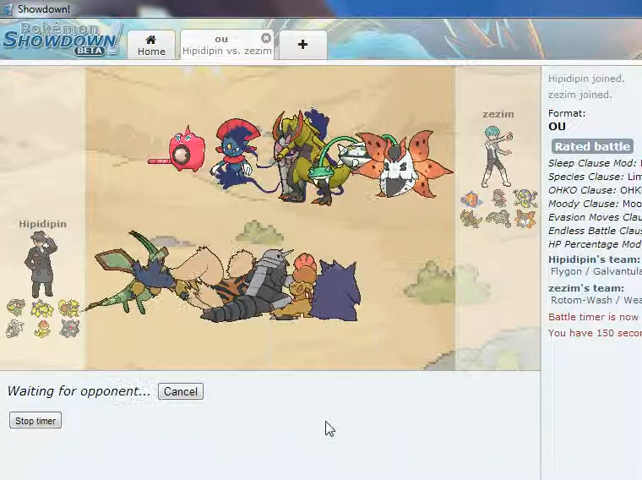 Showdown!
Pokémon
SHOWDOWN!
BETA
Home
ou
Hipidipin vs. zezim
Hipidipin joined.
zezim joined.
Format:
OU
Rated battle
Sleep Clause Mod:
Species Clause: Lim
OHKO Clause: OHK
Moody Clause: Moo
Evasion Moves Clau
Endless Battle Clau
HP Percentage Mod
Hipidipin's team:
Flygon / Galvantula
zezim's team:
Rotom-Wash / Wea
Battle timer is now
You have 150 secon
zezim
Hipidipin
Waiting for opponent... Cancel
Stop timer